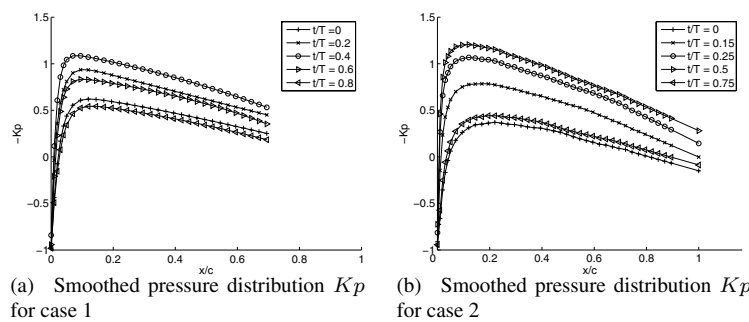 1.5
1
0.5
0
−0.5
−1
−Kp
0
0.2
0.4
0.6
0.8
1
x/c
t/T =0
t/T =0.2
t/T =0.4
t/T =0.6
t/T =0.8
(a) Smoothed pressure distribution Kp
for case 1
1.5
1
0.5
0
−0.5
−1
−Kp
0
0.2
0.4
0.6
0.8
1
x/c
t/T =0
t/T = 0.15
t/T = 0.25
t/T = 0.5
t/T = 0.75
(b) Smoothed pressure distribution Kp
for case 2